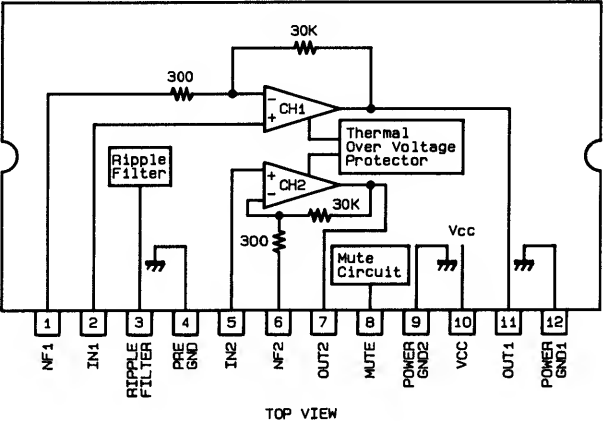 30K
300
−
CH1
+
Thermal
Over Voltage
Protector
Ripple
Filter
+
CH2
−
30K
300
Vcc
Mute
Circuit
1
2
3
4
5
6
7
8
9
10
11
12
NF1
IN1
RIPPLE
FILTER
PRE
GND
IN2
NF2
OUT2
MUTE
POWER
GND2
VCC
OUT1
POWER
GND1
TOP VIEW